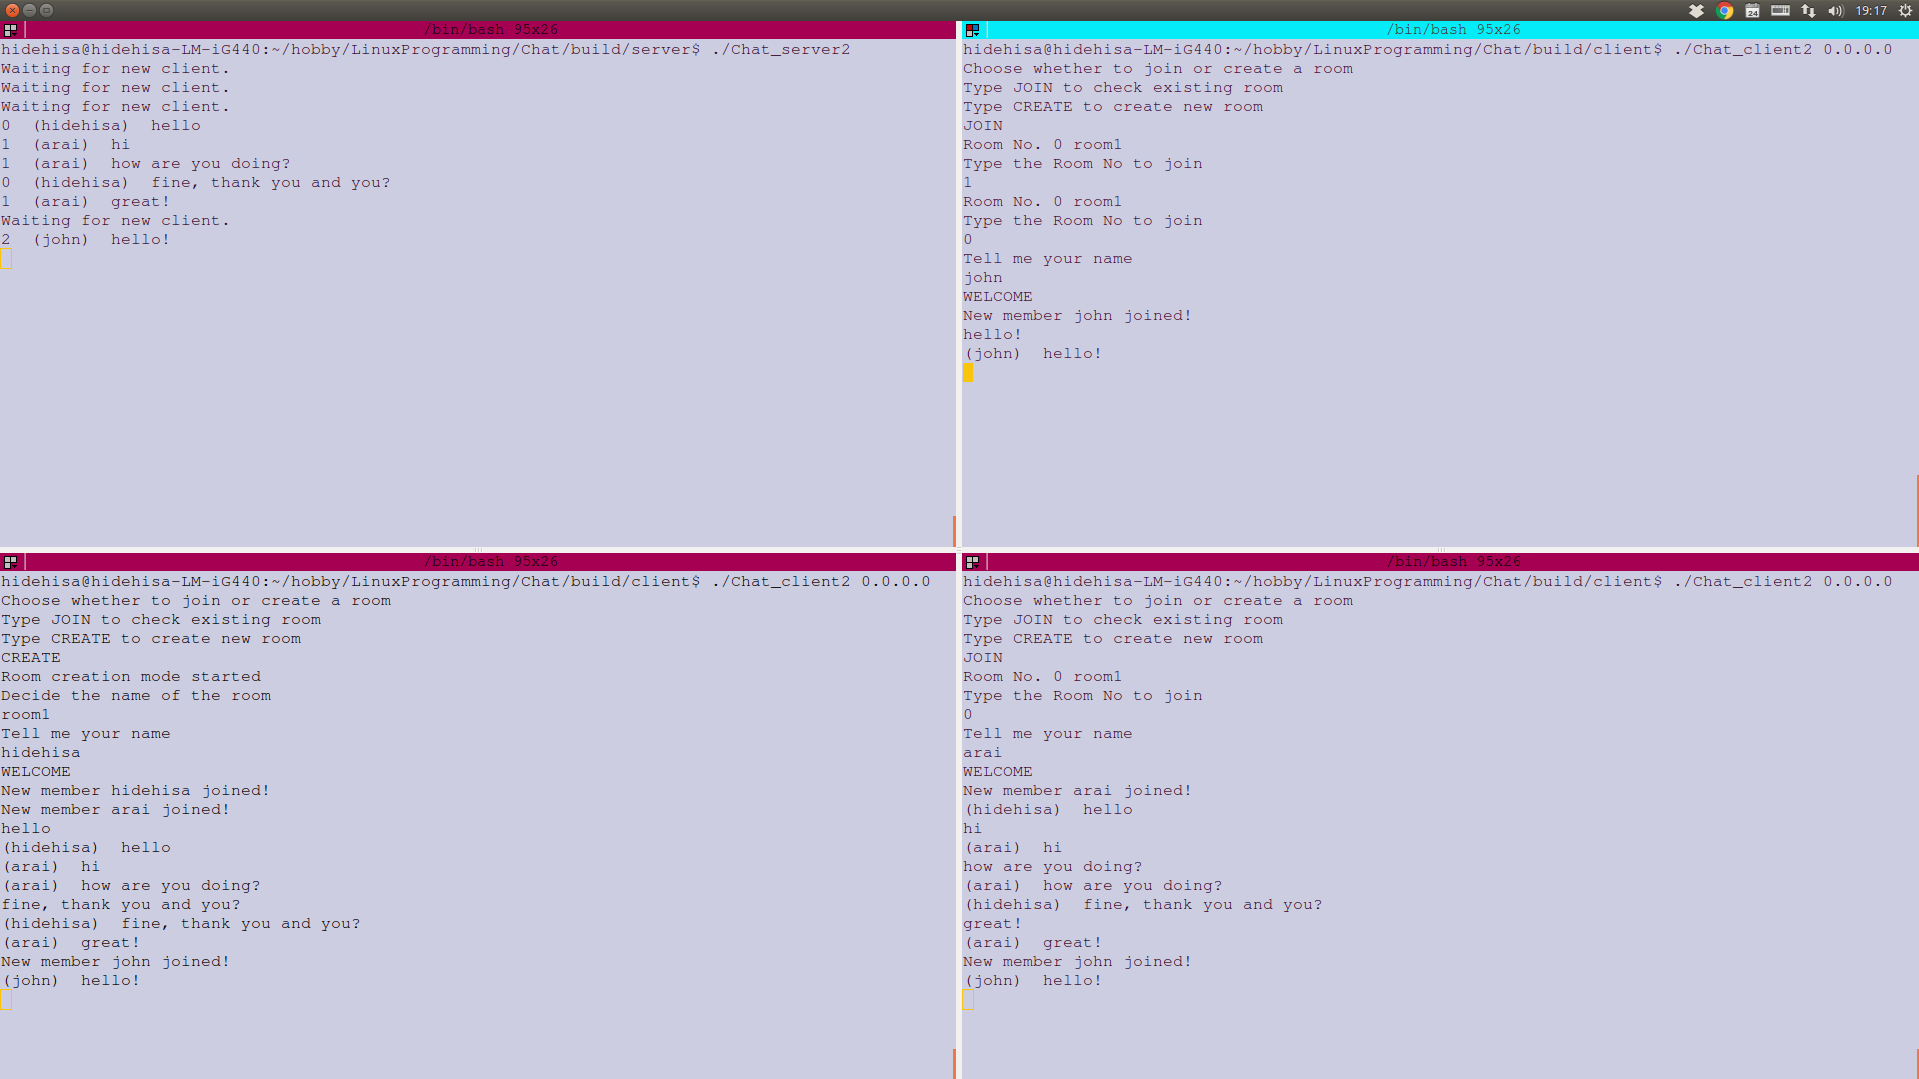 24
19:17
/bin/bash 95x26
hidehisa@hidehisa-LM-iG440:~/hobby/LinuxProgramming/Chat/build/server$ ./Chat_server2
Waiting for new client.
Waiting for new client.
Waiting for new client.
0  (hidehisa)  hello
1  (arai)  hi
1  (arai)  how are you doing?
0  (hidehisa)  fine, thank you and you?
1  (arai)  great!
Waiting for new client.
2  (john)  hello!
/bin/bash 95x26
hidehisa@hidehisa-LM-iG440:~/hobby/LinuxProgramming/Chat/build/client$ ./Chat_client2 0.0.0.0
Choose whether to join or create a room
Type JOIN to check existing room
Type CREATE to create new room
JOIN
Room No. 0 room1
Type the Room No to join
1
Room No. 0 room1
Type the Room No to join
0
Tell me your name
john
WELCOME
New member john joined!
hello!
(john)  hello!
/bin/bash 95x26
hidehisa@hidehisa-LM-iG440:~/hobby/LinuxProgramming/Chat/build/client$ ./Chat_client2 0.0.0.0
Choose whether to join or create a room
Type JOIN to check existing room
Type CREATE to create new room
CREATE
Room creation mode started
Decide the name of the room
room1
Tell me your name
hidehisa
WELCOME
New member hidehisa joined!
New member arai joined!
hello
(hidehisa)  hello
(arai)  hi
(arai)  how are you doing?
fine, thank you and you?
(hidehisa)  fine, thank you and you?
(arai)  great!
New member john joined!
(john)  hello!
/bin/bash 95x26
hidehisa@hidehisa-LM-iG440:~/hobby/LinuxProgramming/Chat/build/client$ ./Chat_client2 0.0.0.0
Choose whether to join or create a room
Type JOIN to check existing room
Type CREATE to create new room
JOIN
Room No. 0 room1
Type the Room No to join
0
Tell me your name
arai
WELCOME
New member arai joined!
(hidehisa)  hello
hi
(arai)  hi
how are you doing?
(arai)  how are you doing?
(hidehisa)  fine, thank you and you?
great!
(arai)  great!
New member john joined!
(john)  hello!